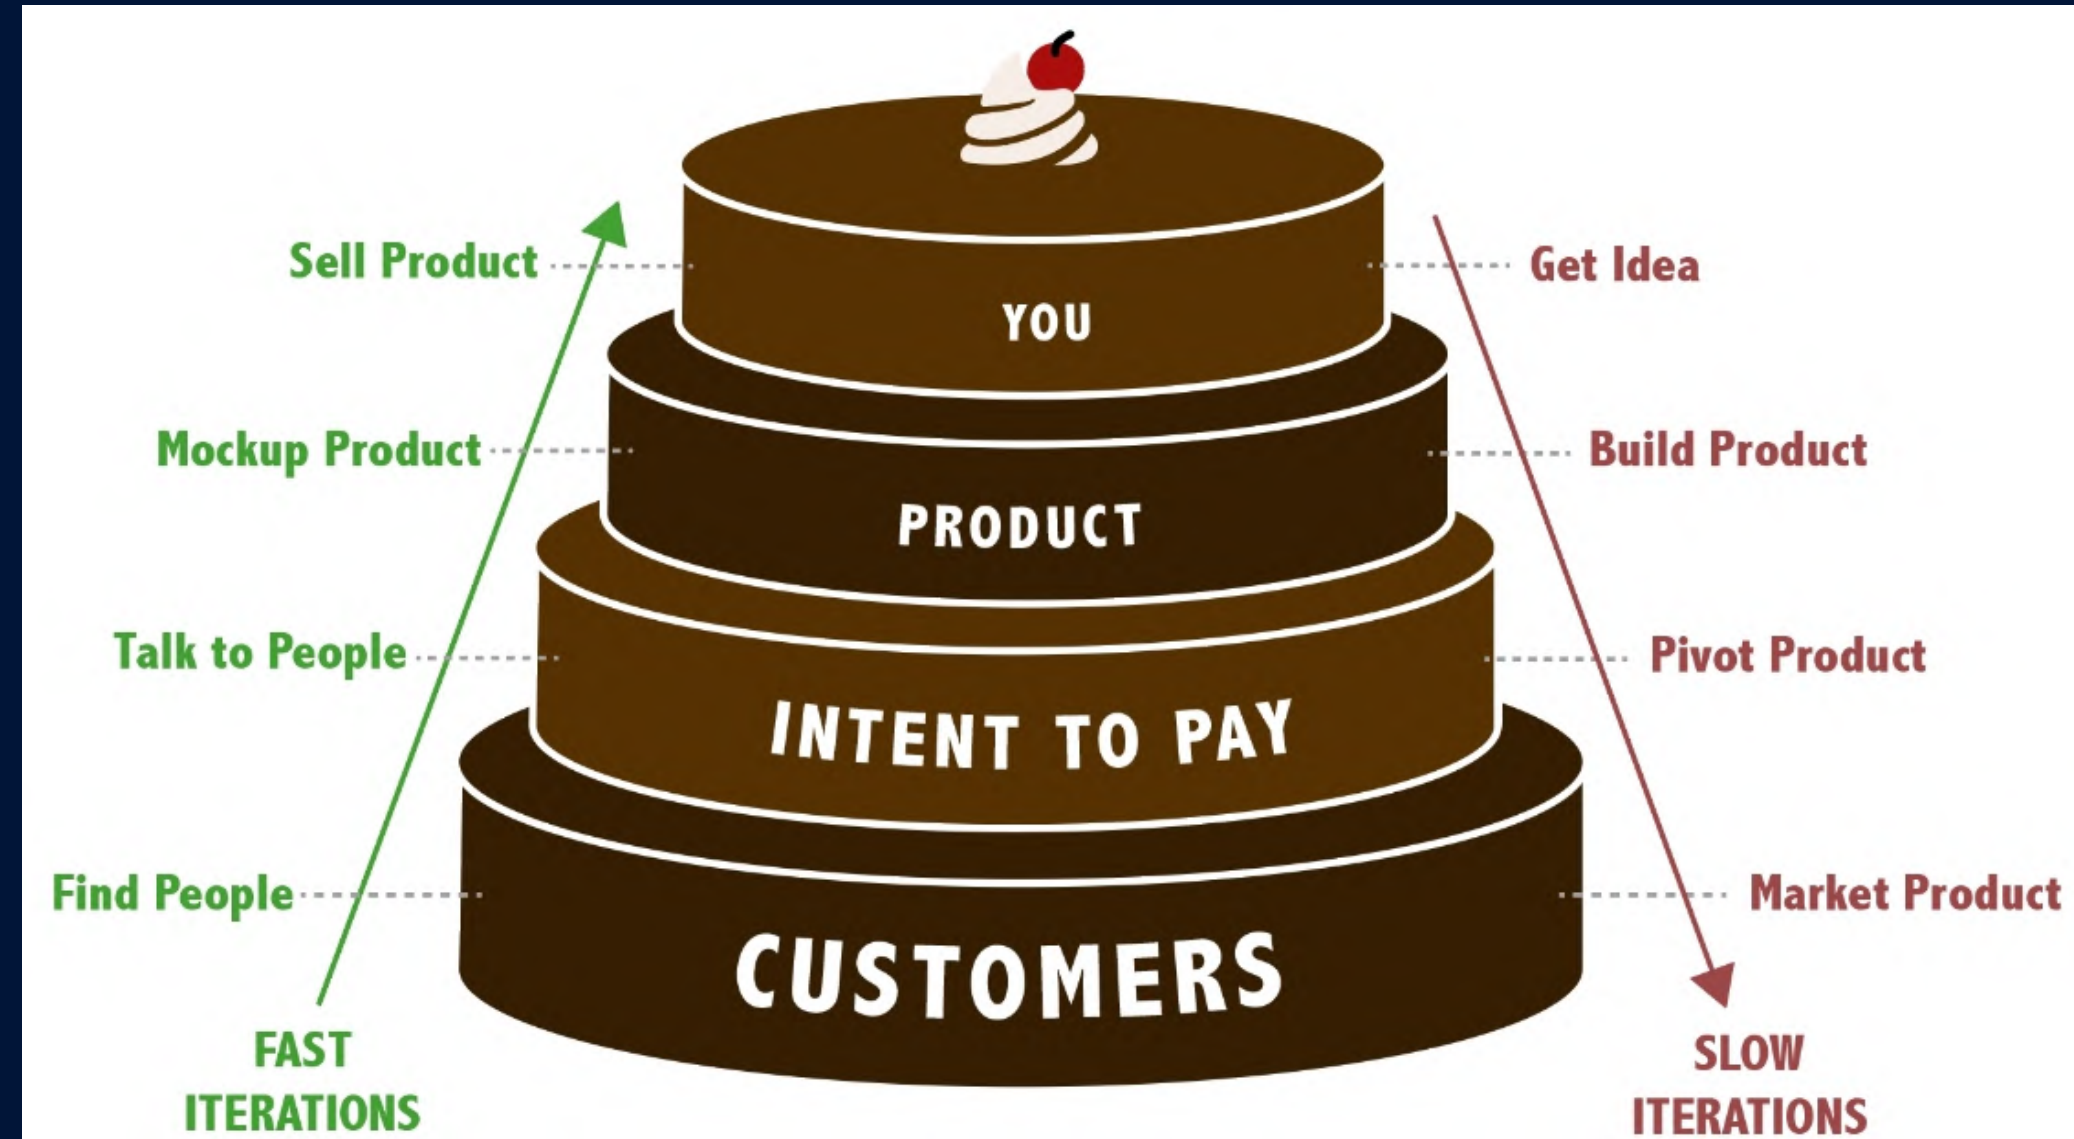 Sell Product
Get Idea
YOU
Mockup Product
Build Product
PRODUCT
Talk to People
Pivot Product
INTENT TO PAY
Find People
Market Product
CUSTOMERS
FAST
ITERATIONS
SLOW
ITERATIONS